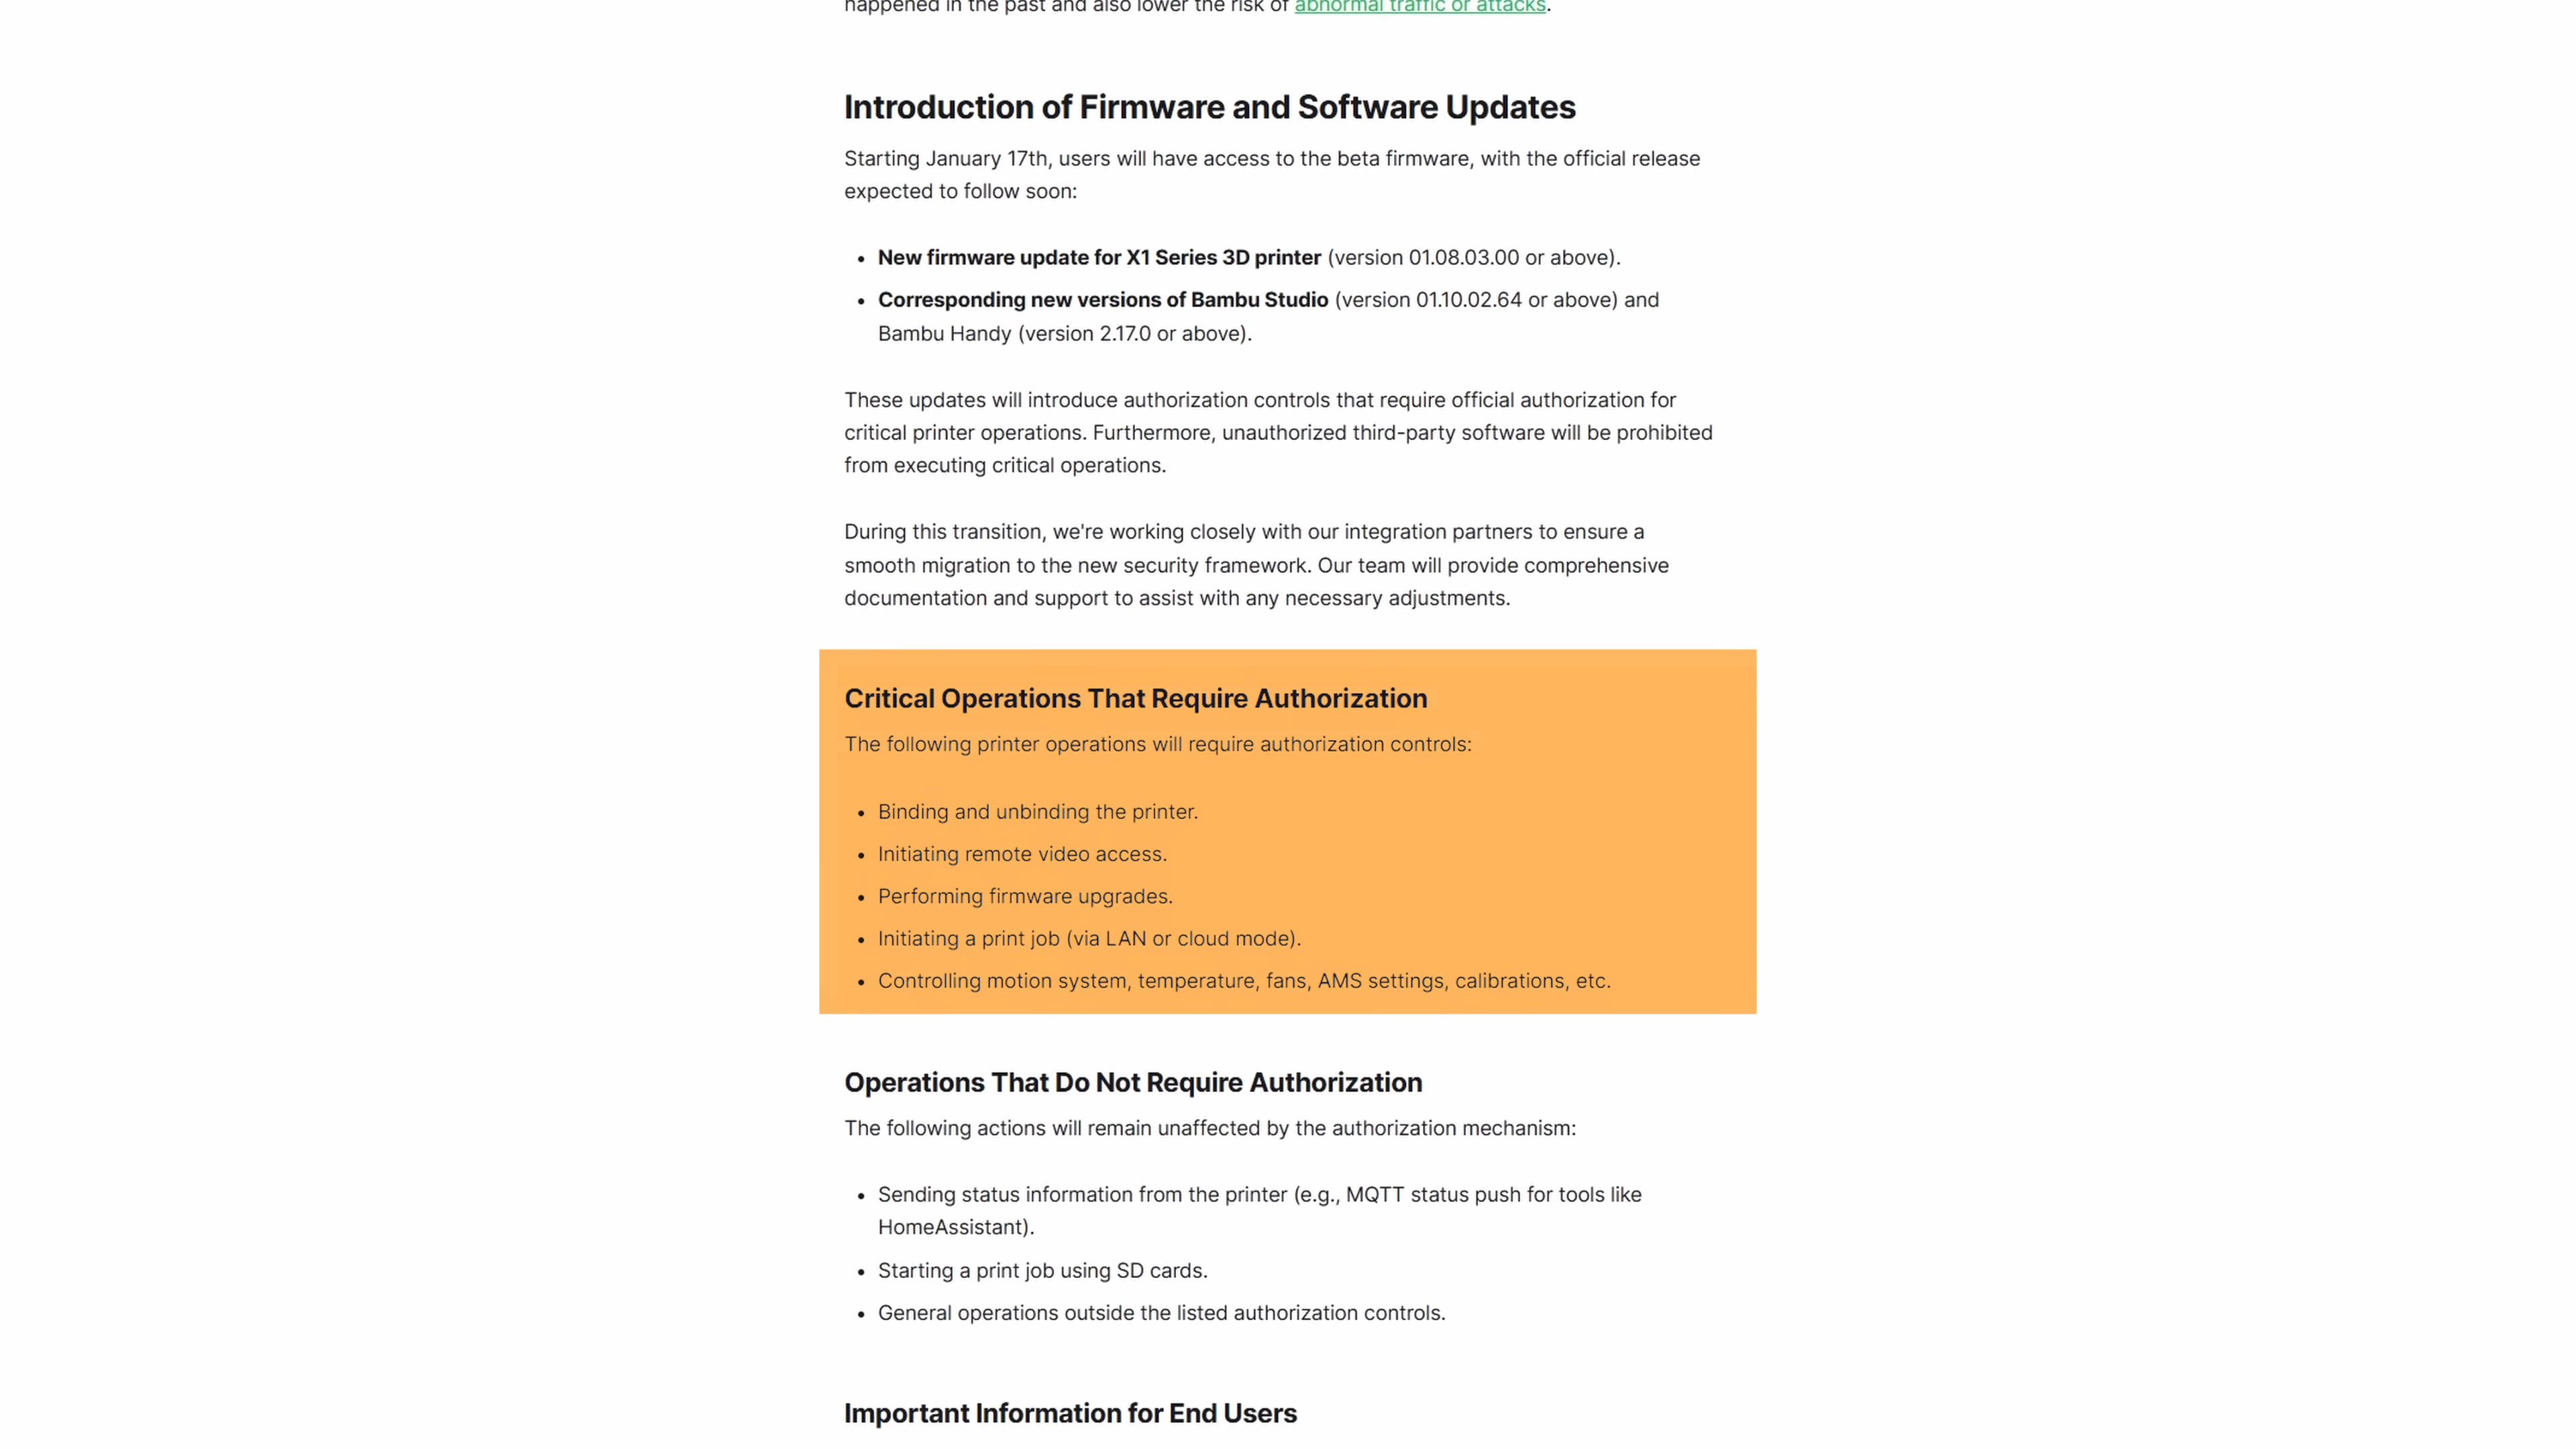 happened in the past and also lower the risk of abnormal traffic or attacks.
Introduction of Firmware and Software Updates
Starting January 17th, users will have access to the beta firmware, with the official release
expected to follow soon:
• New firmware update for X1 Series 3D printer (version 01.08.03.00 or above).
• Corresponding new versions of Bambu Studio (version 01.10.02.64 or above) and
Bambu Handy (version 2.17.0 or above).
These updates will introduce authorization controls that require official authorization for
critical printer operations. Furthermore, unauthorized third-party software will be prohibited
from executing critical operations.
During this transition, we're working closely with our integration partners to ensure a
smooth migration to the new security framework. Our team will provide comprehensive
documentation and support to assist with any necessary adjustments.
Critical Operations That Require Authorization
The following printer operations will require authorization controls:
• Binding and unbinding the printer.
• Initiating remote video access.
• Performing firmware upgrades.
• Initiating a print job (via LAN or cloud mode).
• Controlling motion system, temperature, fans, AMS settings, calibrations, etc.
Operations That Do Not Require Authorization
The following actions will remain unaffected by the authorization mechanism:
• Sending status information from the printer (e.g., MQTT status push for tools like
HomeAssistant).
• Starting a print job using SD cards.
• General operations outside the listed authorization controls.
Important Information for End Users